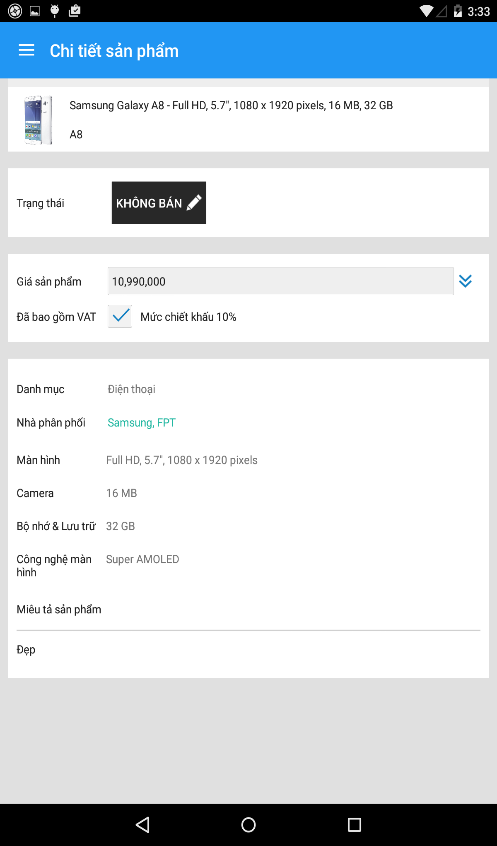 3:33
Chi tiết sản phẩm
Samsung Galaxy A8 - Full HD, 5.7", 1080 x 1920 pixels, 16 MB, 32 GB
A8
Trạng thái KHÔNG BÁN
Giá sản phẩm 10,990,000
Đã bao gồm VAT Mức chiết khấu 10%
Danh mục Điện thoại
Nhà phân phối Samsung, FPT
Màn hình Full HD, 5.7", 1080 x 1920 pixels
Camera 16 MB
Bộ nhớ & Lưu trữ 32 GB
Công nghệ màn Super AMOLED
hình
Miêu tả sản phẩm
Đẹp